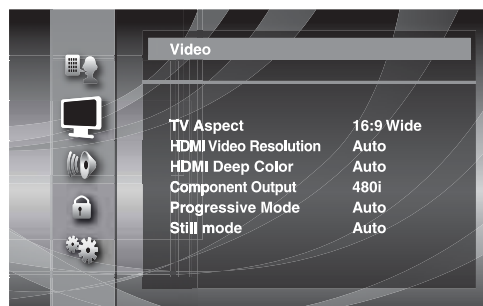 Video
TV Aspect 16:9 Wide
HDMI Video Resolution Auto
HDMI Deep Color Auto
Component Output 480i
Progressive Mode Auto
Still mode Auto